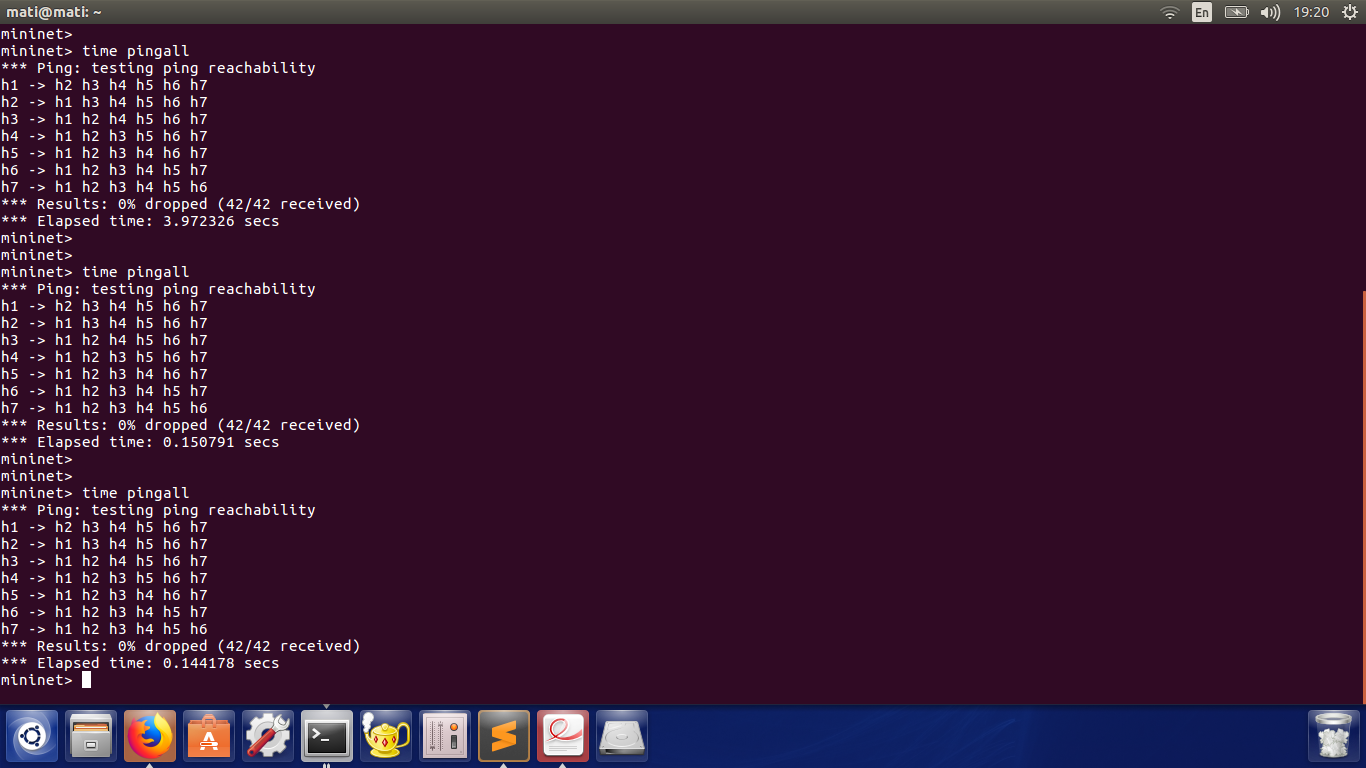 mati@mati: ~
En
19:20
mininet>
mininet> time pingall
*** Ping: testing ping reachability
h1 -> h2 h3 h4 h5 h6 h7
h2 -> h1 h3 h4 h5 h6 h7
h3 -> h1 h2 h4 h5 h6 h7
h4 -> h1 h2 h3 h5 h6 h7
h5 -> h1 h2 h3 h4 h6 h7
h6 -> h1 h2 h3 h4 h5 h7
h7 -> h1 h2 h3 h4 h5 h6
*** Results: 0% dropped (42/42 received)
*** Elapsed time: 3.972326 secs
mininet>
mininet>
mininet> time pingall
*** Ping: testing ping reachability
h1 -> h2 h3 h4 h5 h6 h7
h2 -> h1 h3 h4 h5 h6 h7
h3 -> h1 h2 h4 h5 h6 h7
h4 -> h1 h2 h3 h5 h6 h7
h5 -> h1 h2 h3 h4 h6 h7
h6 -> h1 h2 h3 h4 h5 h7
h7 -> h1 h2 h3 h4 h5 h6
*** Results: 0% dropped (42/42 received)
*** Elapsed time: 0.150791 secs
mininet>
mininet>
mininet> time pingall
*** Ping: testing ping reachability
h1 -> h2 h3 h4 h5 h6 h7
h2 -> h1 h3 h4 h5 h6 h7
h3 -> h1 h2 h4 h5 h6 h7
h4 -> h1 h2 h3 h5 h6 h7
h5 -> h1 h2 h3 h4 h6 h7
h6 -> h1 h2 h3 h4 h5 h7
h7 -> h1 h2 h3 h4 h5 h6
*** Results: 0% dropped (42/42 received)
*** Elapsed time: 0.144178 secs
mininet>